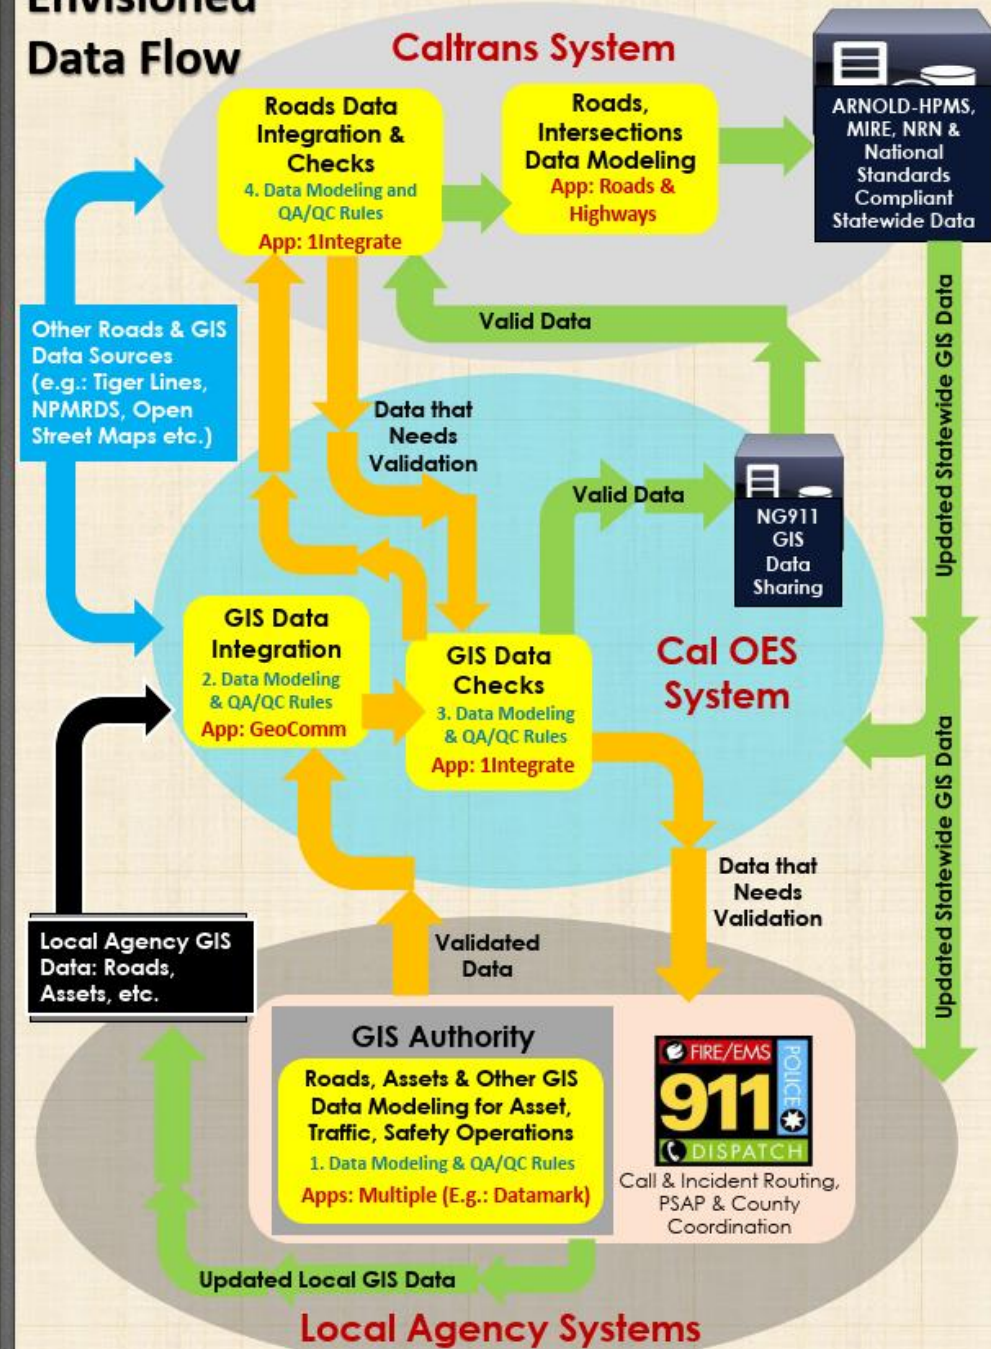 Envisioned
Data Flow
Caltrans System
Roads Data
Integration &
Checks
4. Data Modeling and
QA/QC Rules
App: 1Integrate
Roads,
Intersections
Data Modeling
App: Roads &
Highways
ARNOLD-HPMS,
MIRE, NRN &
National
Standards
Compliant
Statewide Data
Other Roads & GIS
Data Sources
(e.g.: Tiger Lines,
NPMRDS, Open
Street Maps etc.)
Valid Data
Data that
Needs
Validation
Valid Data
NG911
GIS
Data
Sharing
Updated Statewide GIS Data
GIS Data
Integration
2. Data Modeling
& QA/QC Rules
App: GeoComm
GIS Data
Checks
3. Data Modeling
& QA/QC Rules
App: 1Integrate
Cal OES
System
Updated Statewide GIS Data
Data that
Needs
Validation
Local Agency GIS
Data: Roads,
Assets, etc.
Validated
Data
GIS Authority
Roads, Assets & Other GIS
Data Modeling for Asset,
Traffic, Safety Operations
1. Data Modeling & QA/QC Rules
Apps: Multiple (E.g.: Datamark)
FIRE/EMS
POLICE
911
DISPATCH
Call & Incident Routing,
PSAP & County
Coordination
Updated Local GIS Data
Local Agency Systems